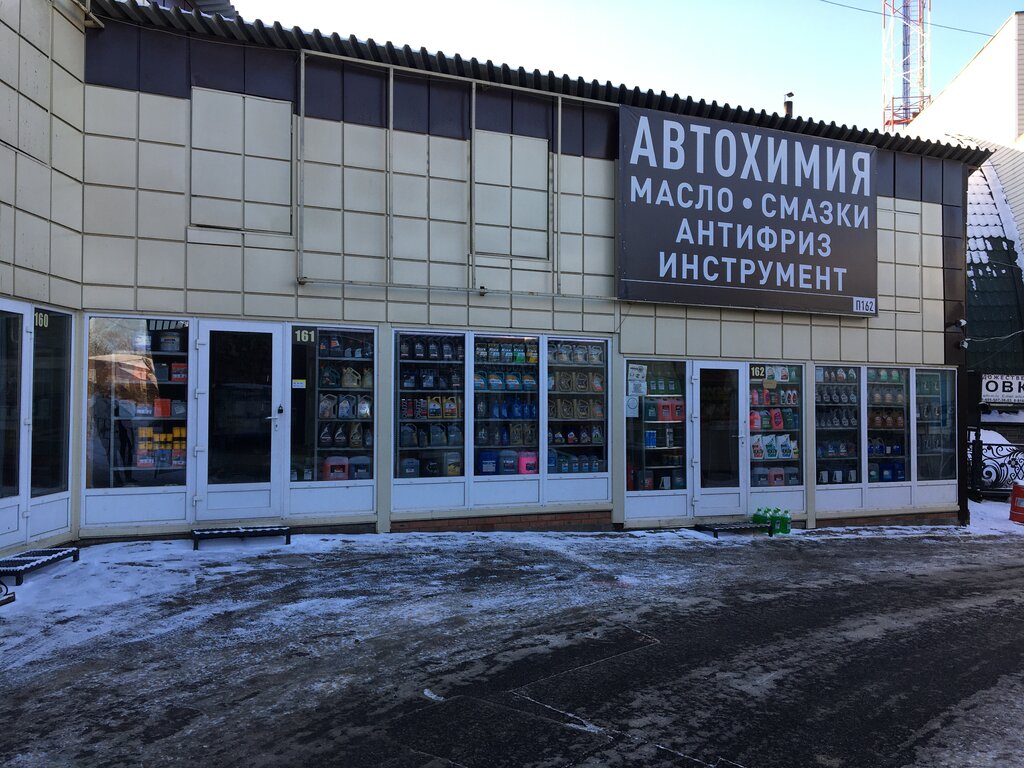 АВТОХИМИЯ
МАСЛО • СМАЗКИ
АНТИФРИЗ
ИНСТРУМЕНТ
П162
160
161
162
ОВК